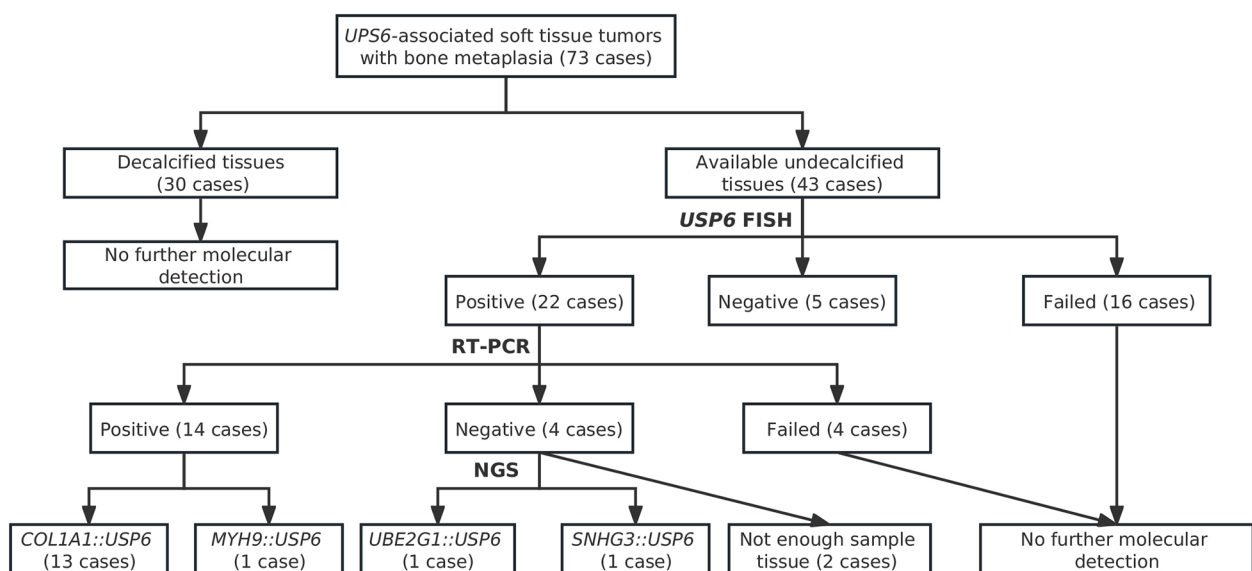 UPS6-associated soft tissue tumors
with bone metaplasia (73 cases)
Decalcified tissues
(30 cases)
Available undecalcified
tissues (43 cases)
USP6 FISH
No further molecular
detection
Positive (22 cases)
Negative (5 cases)
Failed (16 cases)
RT-PCR
Positive (14 cases)
Negative (4 cases)
Failed (4 cases)
NGS
COL1A1::USP6
(13 cases)
MYH9::USP6
(1 case)
UBE2G1::USP6
(1 case)
SNHG3::USP6
(1 case)
Not enough sample
tissue (2 cases)
No further molecular
detection